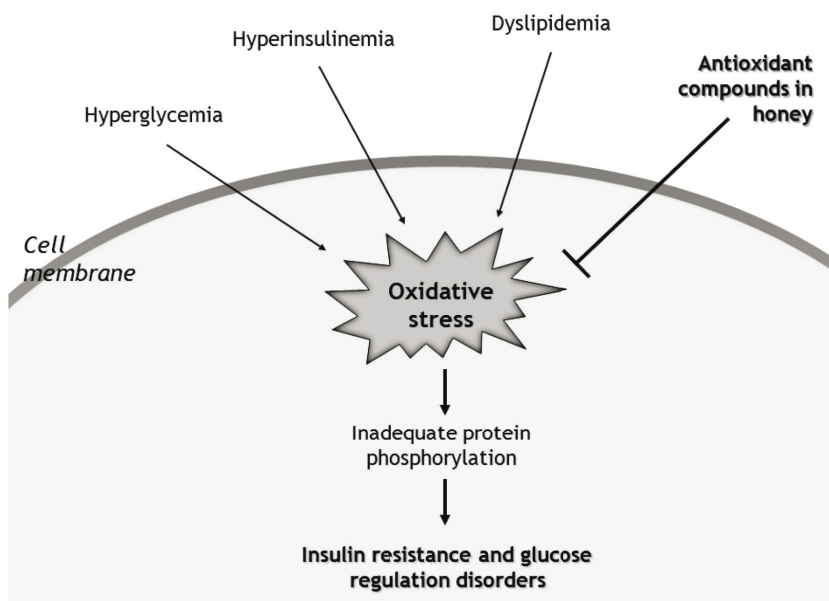 Dyslipidemia
Hyperinsulinemia
Antioxidant
compounds in
honey
Hyperglycemia
Cell
membrane
Oxidative
stress
Inadequate protein
phosphorylation
Insulin resistance and glucose
regulation disorders